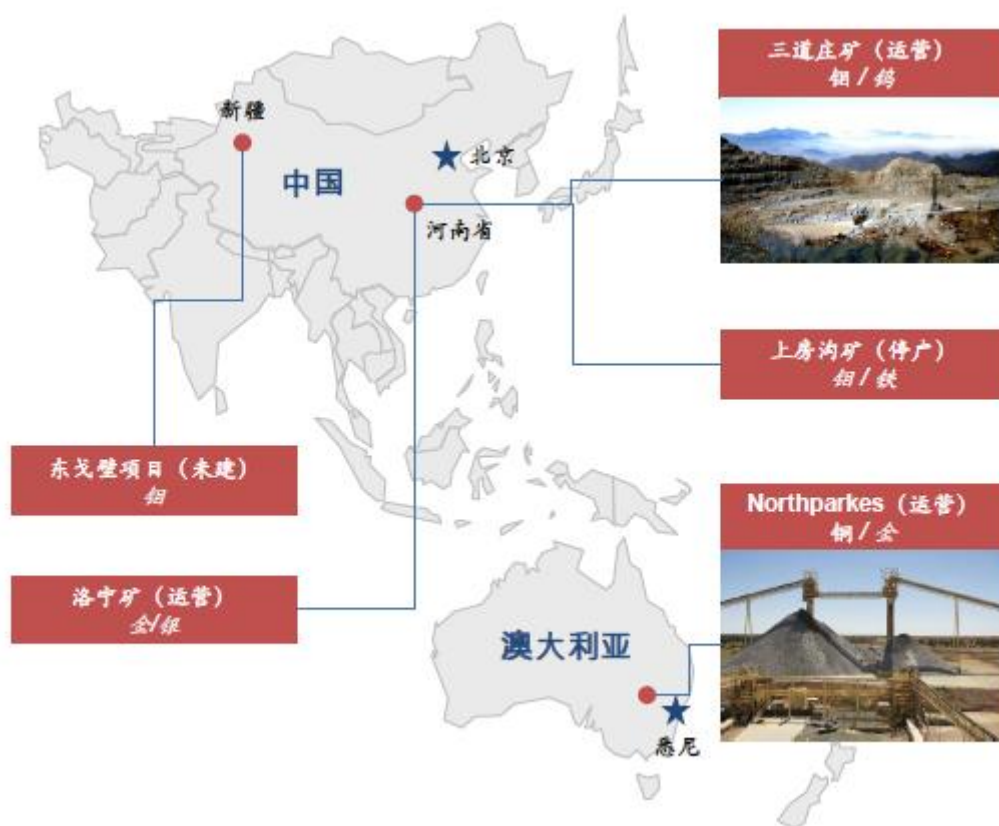 三道庄矿（运营）
钼 / 钨
新疆
北京
中国
河南省
上房沟矿（停产）
钼 / 铁
东戈壁项目（未建）
钼
Northparkes（运营）
铜 / 金
洛宁矿（运营）
金/银
澳大利亚
悉尼